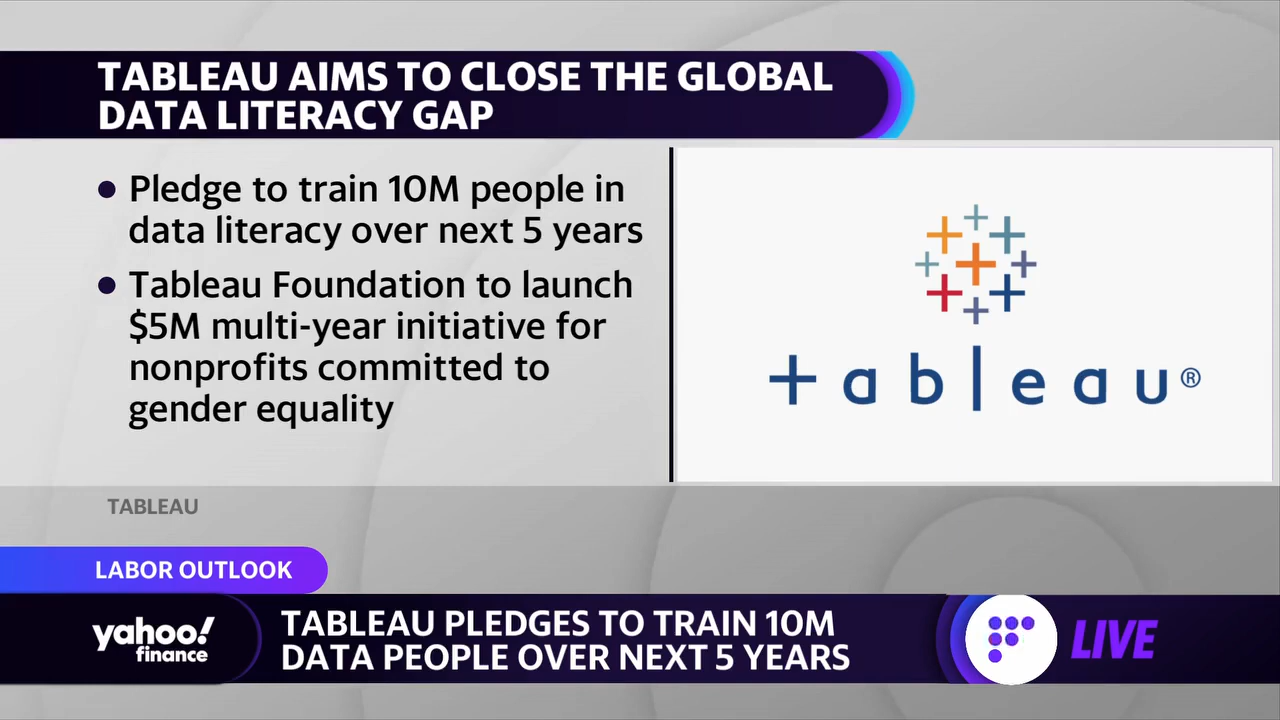 TABLEAU AIMS TO CLOSE THE GLOBAL
DATA LITERACY GAP
● Pledge to train 10M people in
data literacy over next 5 years
● Tableau Foundation to launch
$5M multi-year initiative for
nonprofits committed to
gender equality
+ a b l e a u ®
TABLEAU
LABOR OUTLOOK
yahoo!
finance
TABLEAU PLEDGES TO TRAIN 10M
DATA PEOPLE OVER NEXT 5 YEARS
LIVE